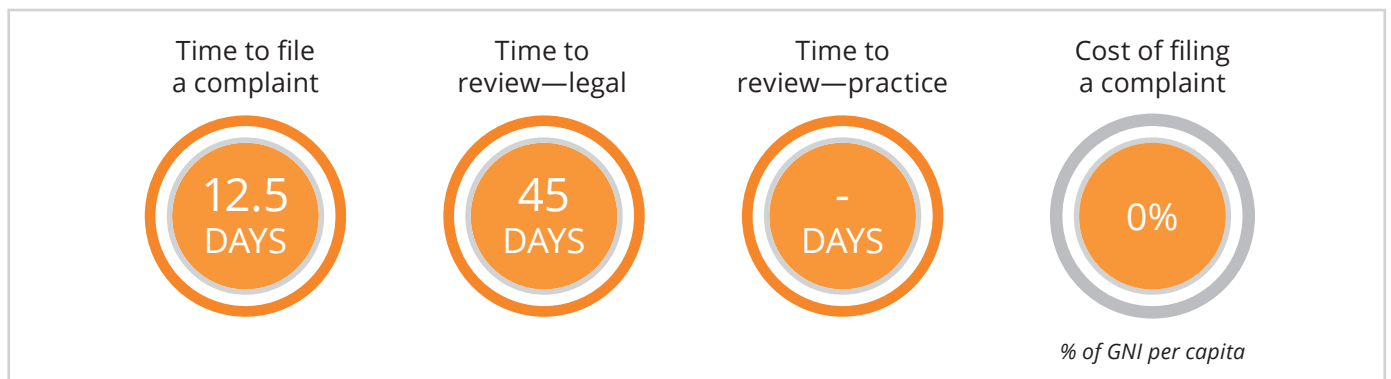 Time to file
a complaint
Time to
review—legal
Time to
review—practice
Cost of filing
a complaint
12.5
DAYS
45
DAYS
-
DAYS
0%
% of GNI per capita